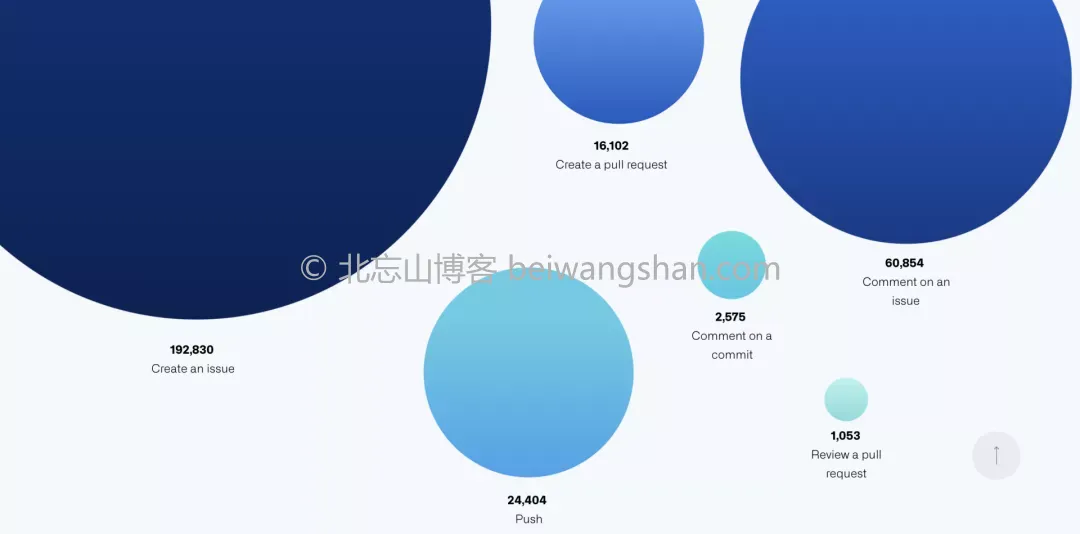 16,102
Create a pull request
© 北忘山博客 beiwangshan.com
60,854
Comment on an
issue
2,575
Comment on a
commit
192,830
Create an issue
1,053
Review a pull
request
24,404
Push